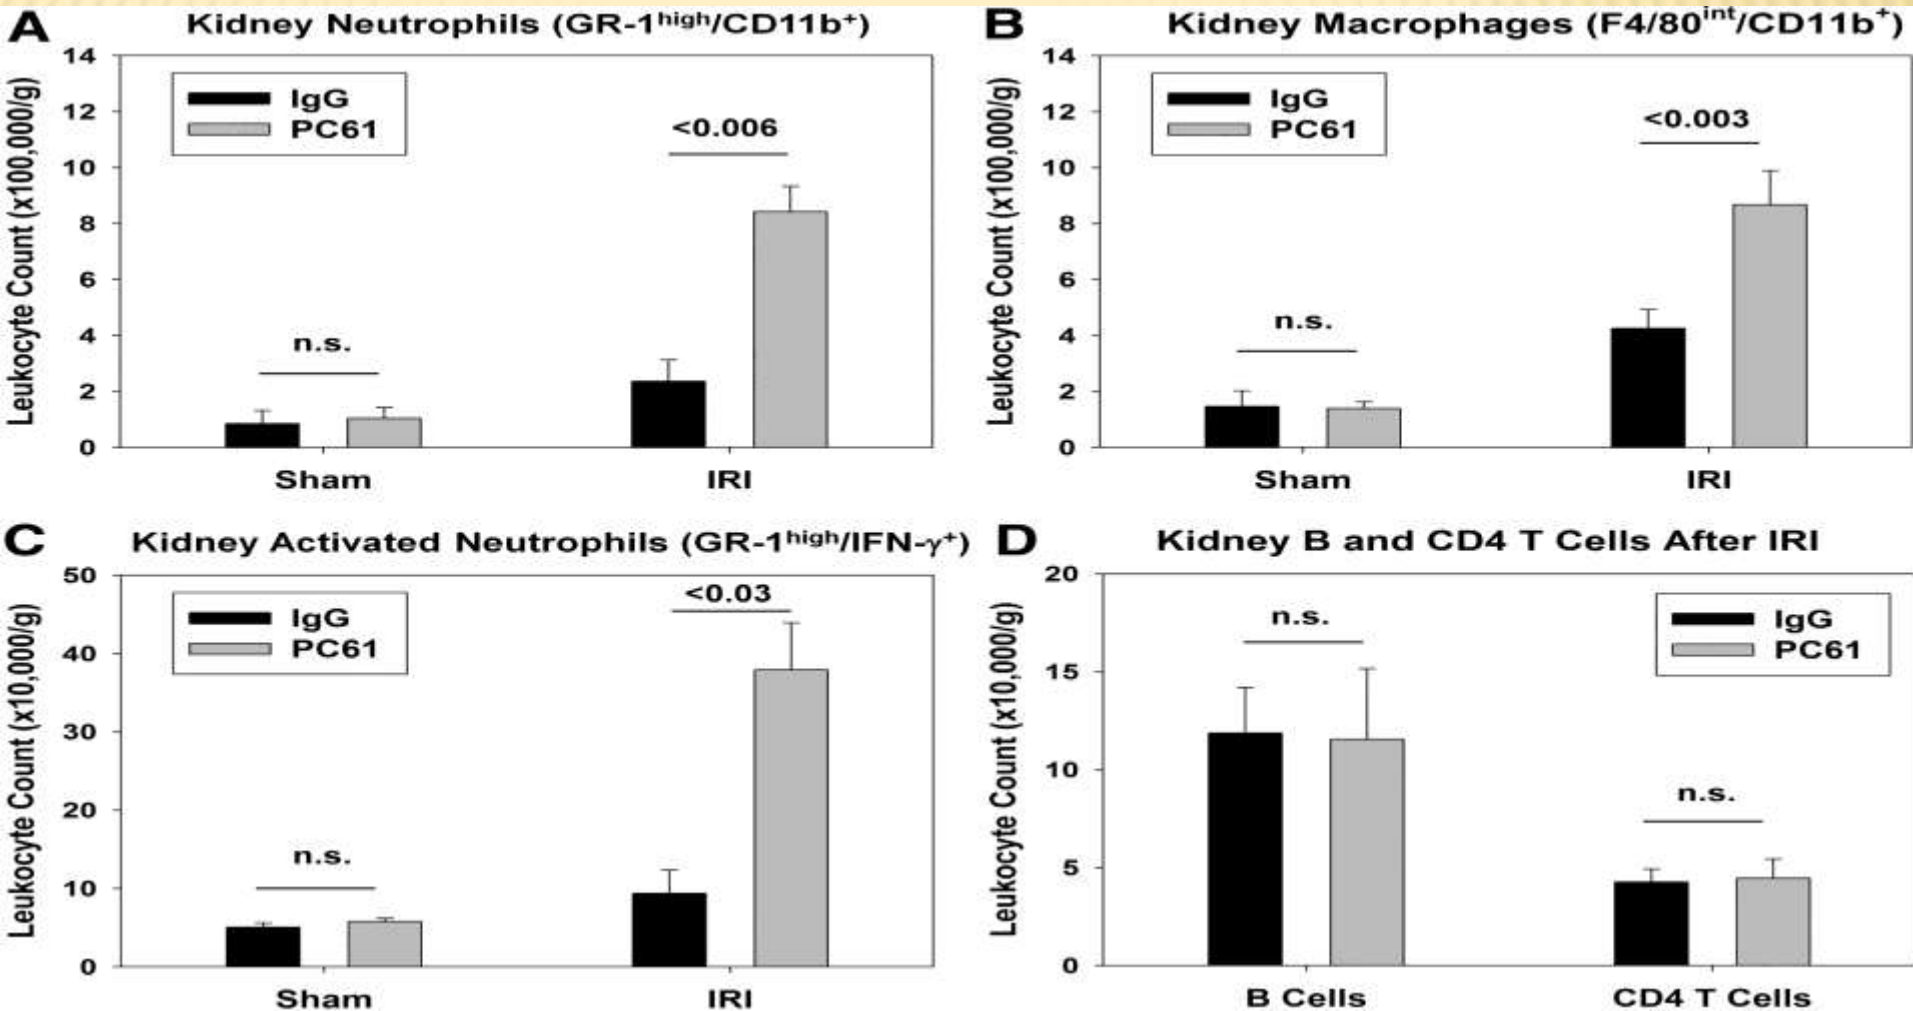 A
Kidney Neutrophils (GR-1high/CD11b+)
Leukocyte Count (x100,000/g)
14
12
10
8
6
4
2
0
IgG
PC61
n.s.
<0.006
Sham
IRI
B
Kidney Macrophages (F4/80int/CD11b+)
Leukocyte Count (x100,000/g)
14
12
10
8
6
4
2
0
IgG
PC61
n.s.
<0.003
Sham
IRI
C
Kidney Activated Neutrophils (GR-1high/IFN-γ+)
Leukocyte Count (x10,000/g)
50
40
30
20
10
0
IgG
PC61
n.s.
<0.03
Sham
IRI
D
Kidney B and CD4 T Cells After IRI
Leukocyte Count (x10,000/g)
20
15
10
5
0
IgG
PC61
n.s.
n.s.
B Cells
CD4 T Cells